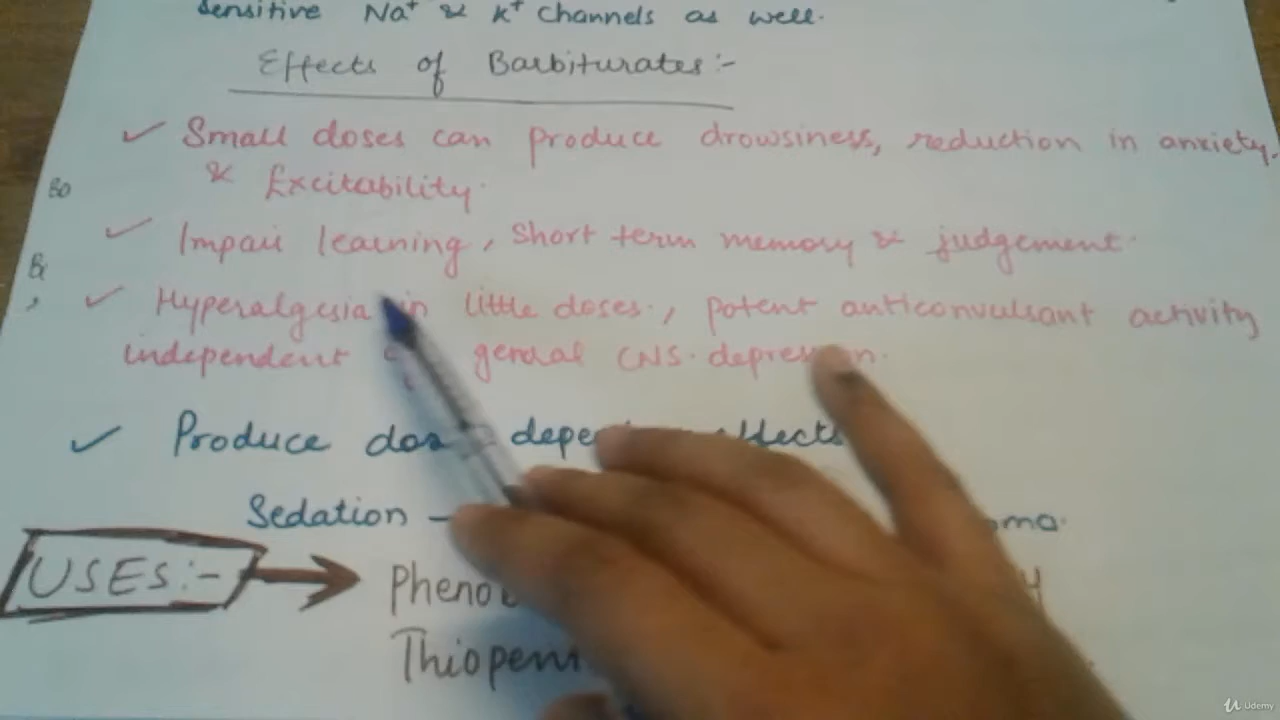 sensitive Na⁺ & K⁺ channels as well.
Effects of Barbiturates:-
✓ Small doses can produce drowsiness, reduction in anxiety.
& Excitability.
✓ Impair learning, short term memory & judgement.
✓ Hyperalgesia in little doses., potent anticonvulsant activity
independent general CNS depression.
✓ Produce effects
Sedation –
USES:-
Udemy